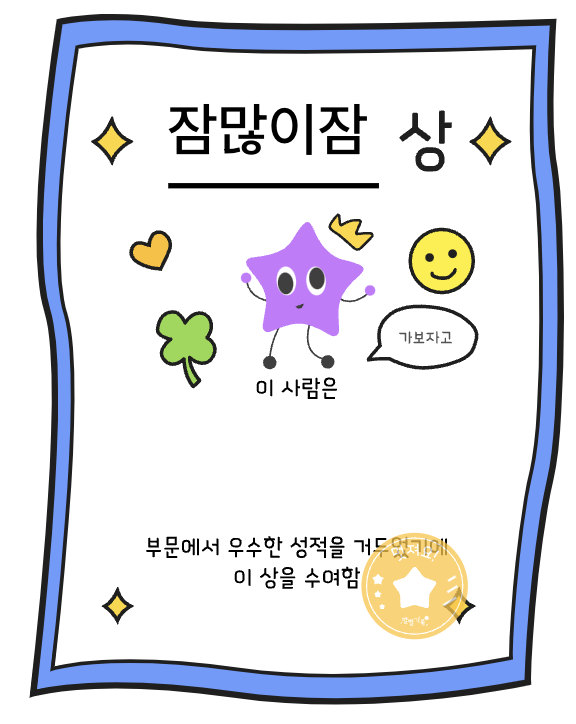 잠많이잠 상
가보자고
이 사람은
부문에서 우수한 성적을 거두었기에
이 상을 수여함